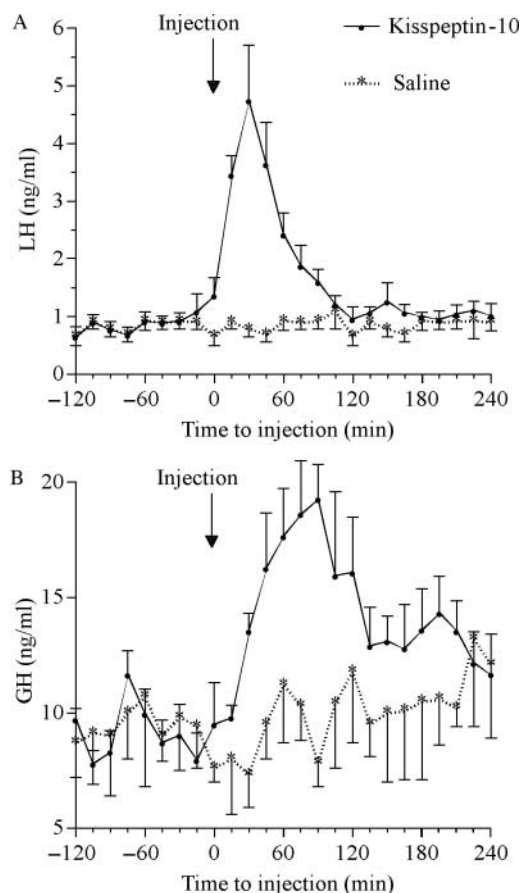 A
Injection
Kisspeptin-10
Saline
6
5
4
3
2
1
0
LH (ng/ml)
−120
−60
0
60
120
180
240
Time to injection (min)
B
Injection
20
15
10
5
GH (ng/ml)
−120
−60
0
60
120
180
240
Time to injection (min)